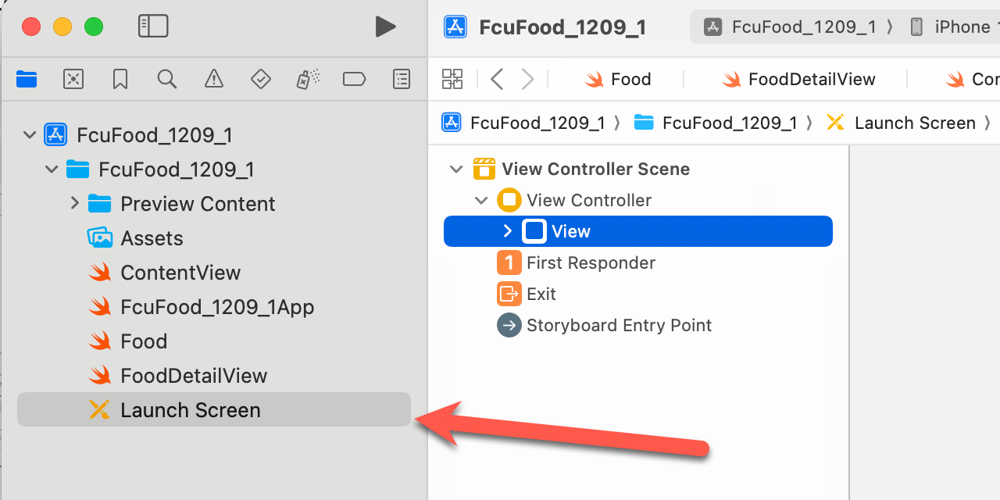 FcuFood_1209_1
FcuFood_1209_1 〉 iPhone
Food
FoodDetailView
FcuFood_1209_1 〉 FcuFood_1209_1 〉 Launch Screen 〉
FcuFood_1209_1
FcuFood_1209_1
Preview Content
Assets
ContentView
FcuFood_1209_1App
Food
FoodDetailView
Launch Screen
View Controller Scene
View Controller
View
1 First Responder
Exit
Storyboard Entry Point